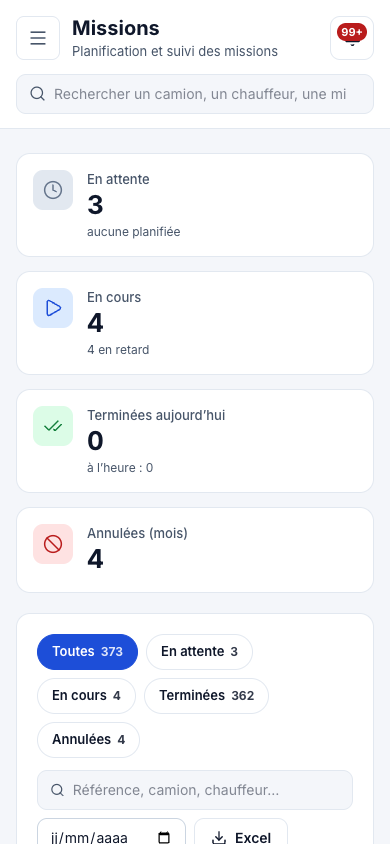 Missions
Planification et suivi des missions
99+
Rechercher un camion, un chauffeur, une mi
En attente
3
aucune planifiée
En cours
4
4 en retard
Terminées aujourd’hui
0
à l’heure : 0
Annulées (mois)
4
Toutes 373
En attente 3
En cours 4
Terminées 362
Annulées 4
Référence, camion, chauffeur…
jj/mm/aaaa
Excel